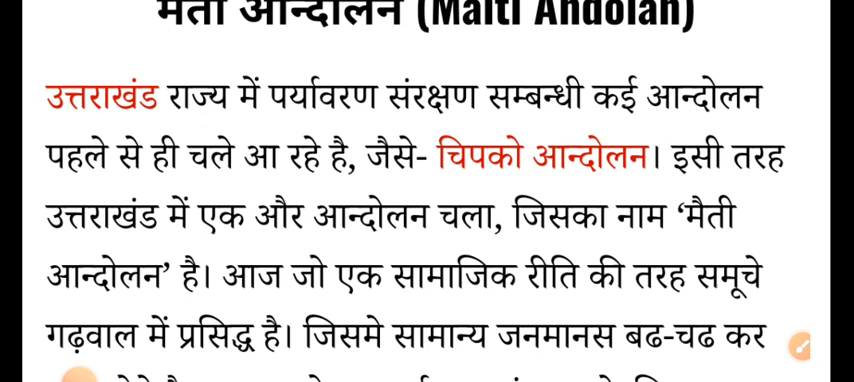 मैती आन्दोलन (Maiti Andolan)
उत्तराखंड राज्य में पर्यावरण संरक्षण सम्बन्धी कई आन्दोलन
पहले से ही चले आ रहे है, जैसे- चिपको आन्दोलन। इसी तरह
उत्तराखंड में एक और आन्दोलन चला, जिसका नाम ‘मैती
आन्दोलन’ है। आज जो एक सामाजिक रीति की तरह समूचे
गढ़वाल में प्रसिद्ध है। जिसमे सामान्य जनमानस बढ-चढ कर